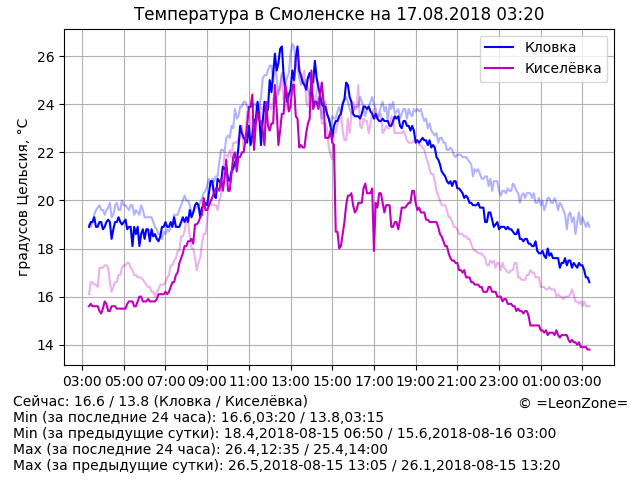 Температура в Смоленске на 17.08.2018 03:20
Кловка
Киселёвка
градусов Цельсия, °C
26
24
22
20
18
16
14
03:00 05:00 07:00 09:00 11:00 13:00 15:00 17:00 19:00 21:00 23:00 01:00 03:00
Сейчас: 16.6 / 13.8 (Кловка / Киселёвка)
© =LeonZone=
Min (за последние 24 часа): 16.6,03:20 / 13.8,03:15
Min (за предыдущие сутки): 18.4,2018-08-15 06:50 / 15.6,2018-08-16 03:00
Max (за последние 24 часа): 26.4,12:35 / 25.4,14:00
Max (за предыдущие сутки): 26.5,2018-08-15 13:05 / 26.1,2018-08-15 13:20